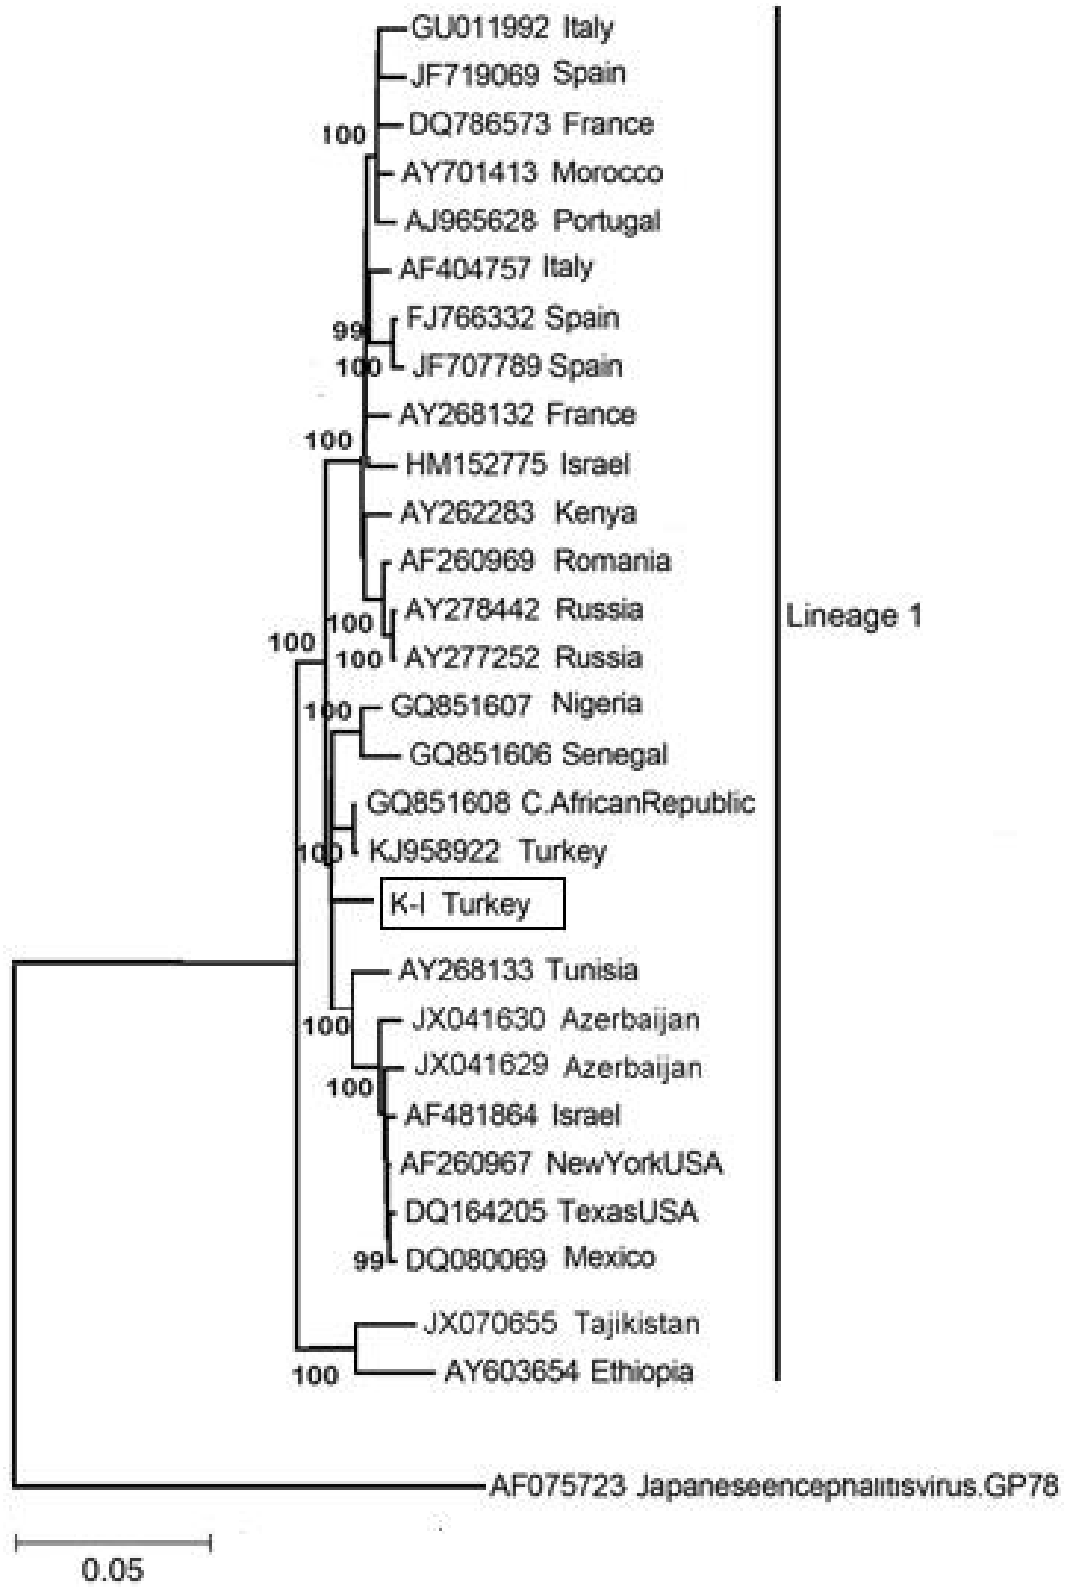 GU011992 Italy
JF719069 Spain
DQ786573 France
100
AY701413 Morocco
AJ965628 Portugal
AF404757 Italy
FJ766332 Spain
99
100 JF707789 Spain
AY268132 France
100
HM152775 Israel
AY262283 Kenya
AF260969 Romania
AY278442 Russia
Lineage 1
100
100
100 AY277252 Russia
GQ851607 Nigeria
100
GQ851606 Senegal
GQ851608 C.AfricanRepublic
100 KJ958922 Turkey
K-I Turkey
AY268133 Tunisia
JX041630 Azerbaijan
100
JX041629 Azerbaijan
100
AF481864 Israel
AF260967 NewYorkUSA
DQ164205 TexasUSA
99 DQ080069 Mexico
JX070655 Tajikistan
100 AY603654 Ethiopia
AF075723 Japaneseencephalitisvirus.GP78
0.05